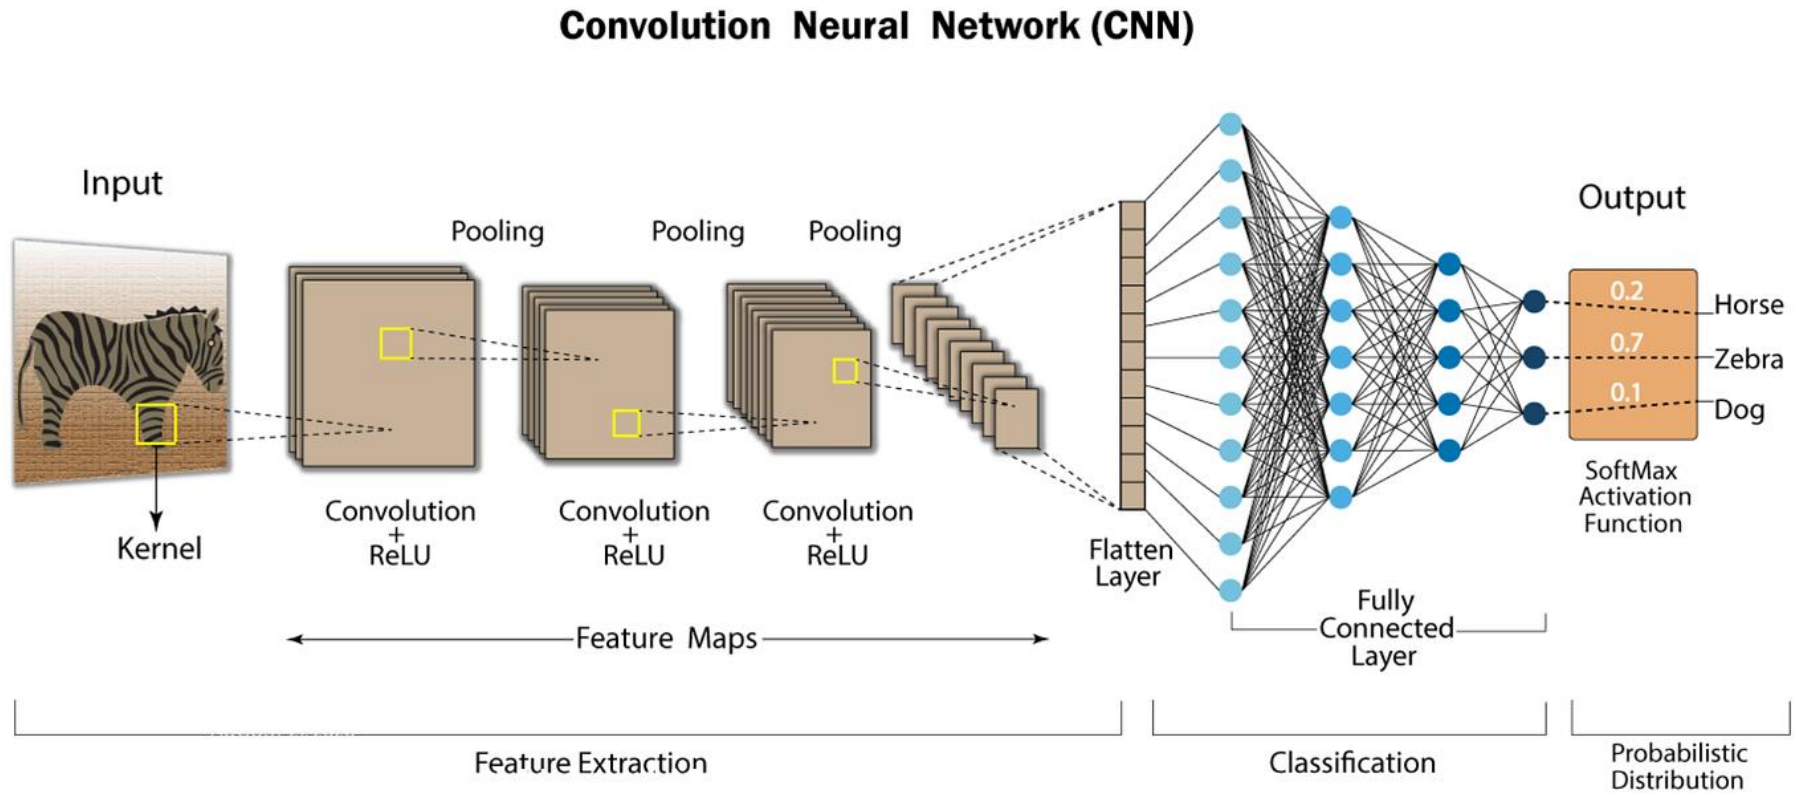 Convolution Neural Network (CNN)
Input
Kernel
Pooling
Pooling
Pooling
Convolution
+
ReLU
Convolution
+
ReLU
Convolution
+
ReLU
Feature Maps
Flatten
Layer
Fully
Connected
Layer
Output
0.2
Horse
0.7
Zebra
0.1
Dog
SoftMax
Activation
Function
Feature Extraction
Classification
Probabilistic
Distribution